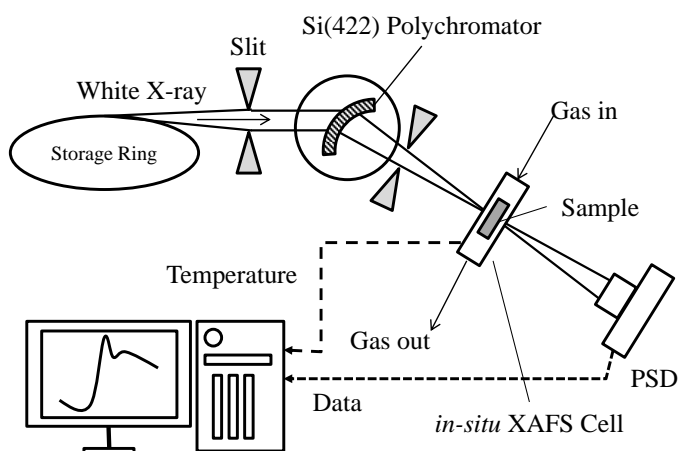 Si(422) Polychromator
Slit
White X-ray
Gas in
Storage Ring
Sample
Temperature
Gas out
PSD
Data
in-situ XAFS Cell